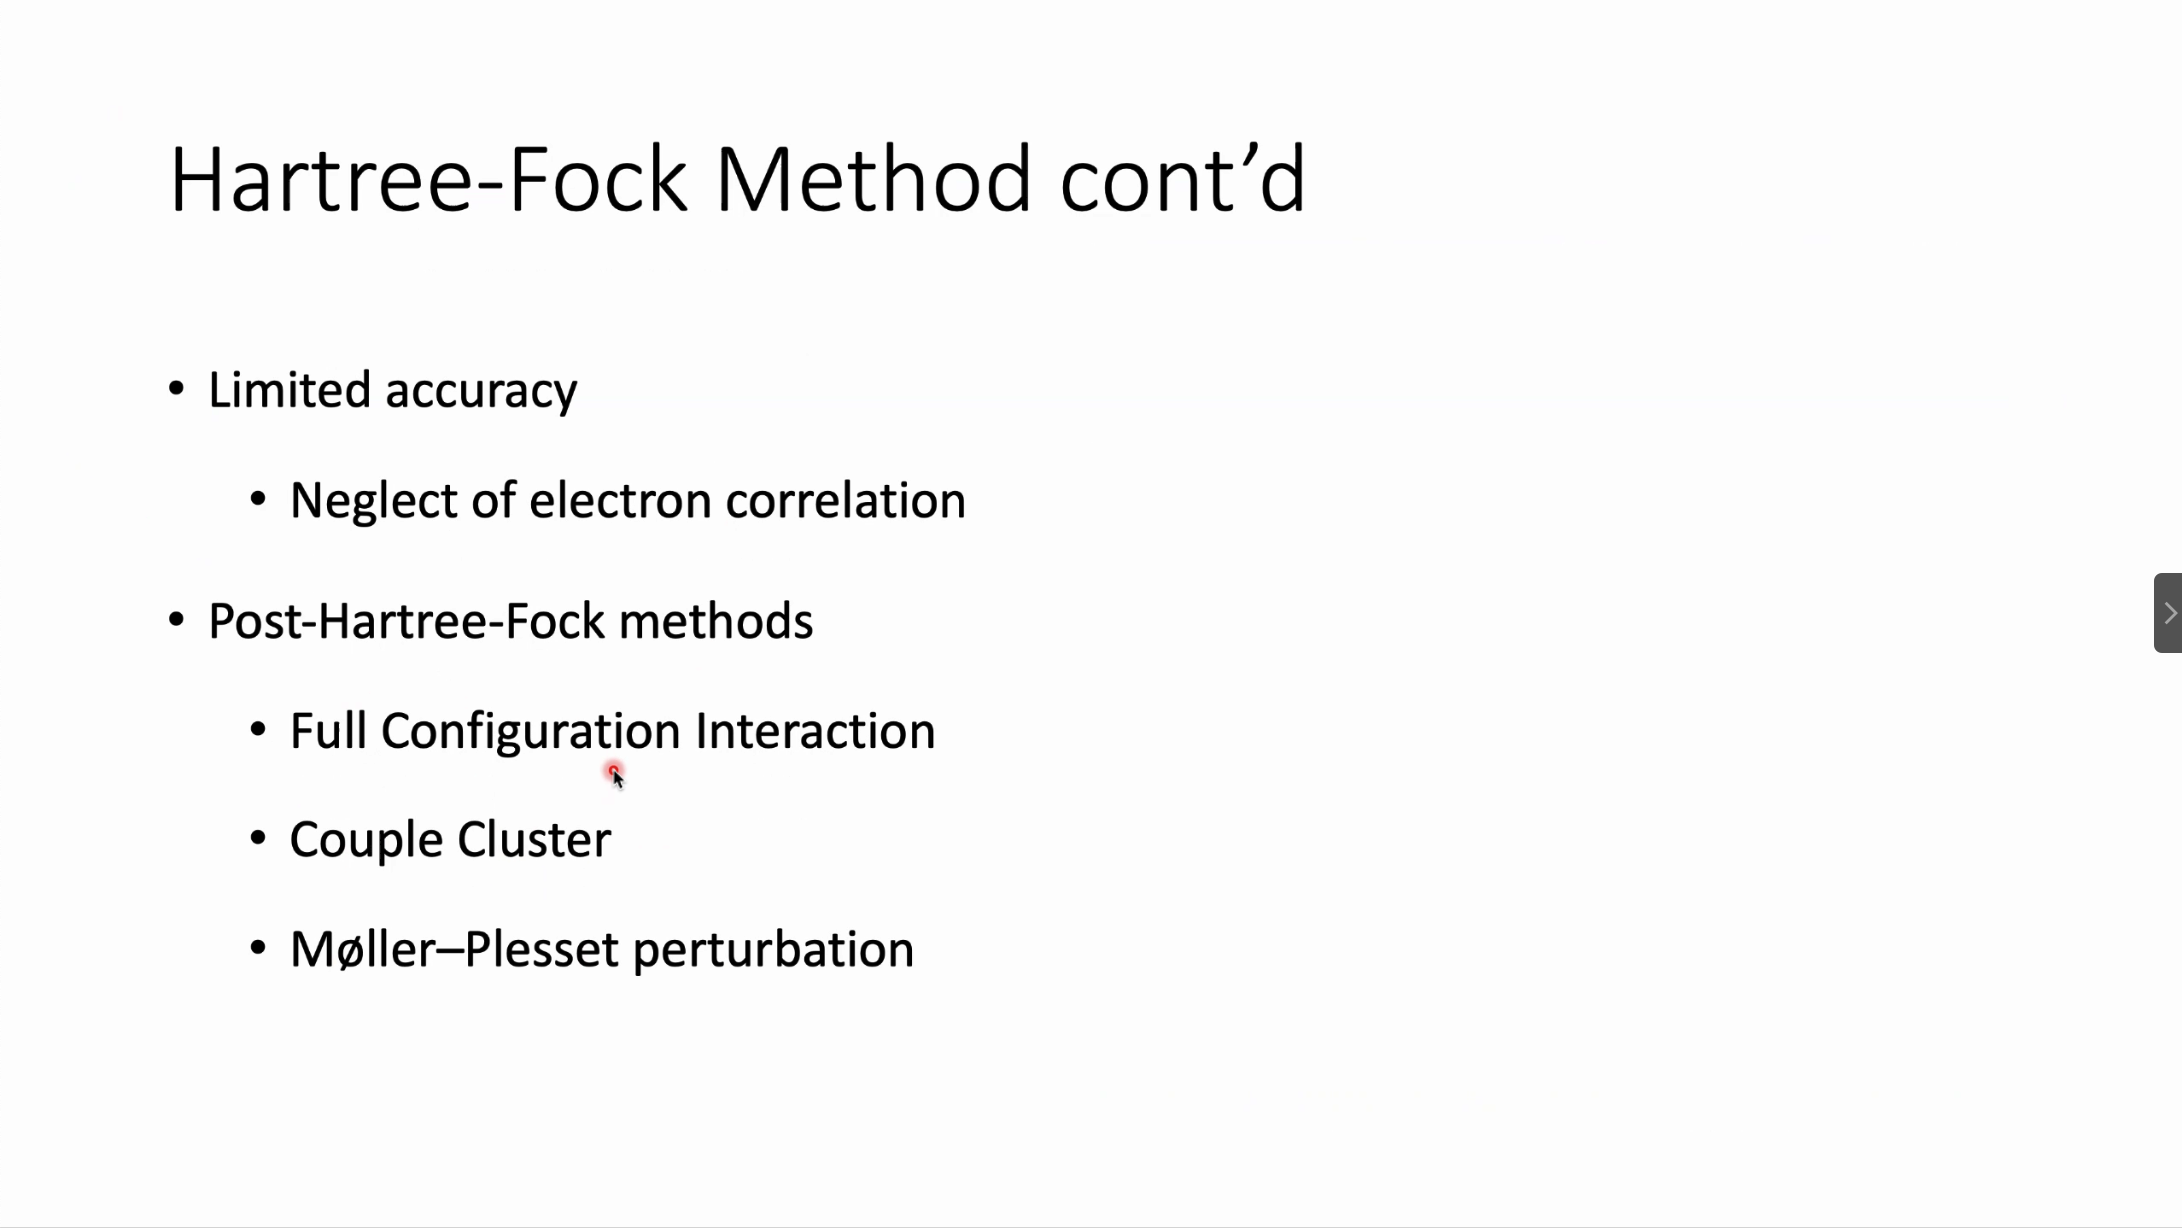 Hartree-Fock Method cont’d
• Limited accuracy
• Neglect of electron correlation
• Post-Hartree-Fock methods
• Full Configuration Interaction
• Couple Cluster
• Møller–Plesset perturbation